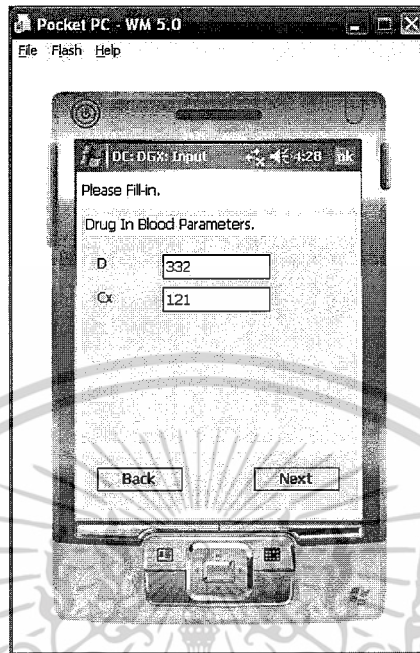 Pocket PC - WM 5.0
File Flash Help
DC: DGX: Input 4:28 ok
Please Fill-in.
Drug In Blood Parameters.
D 332
Cx 121
Back Next